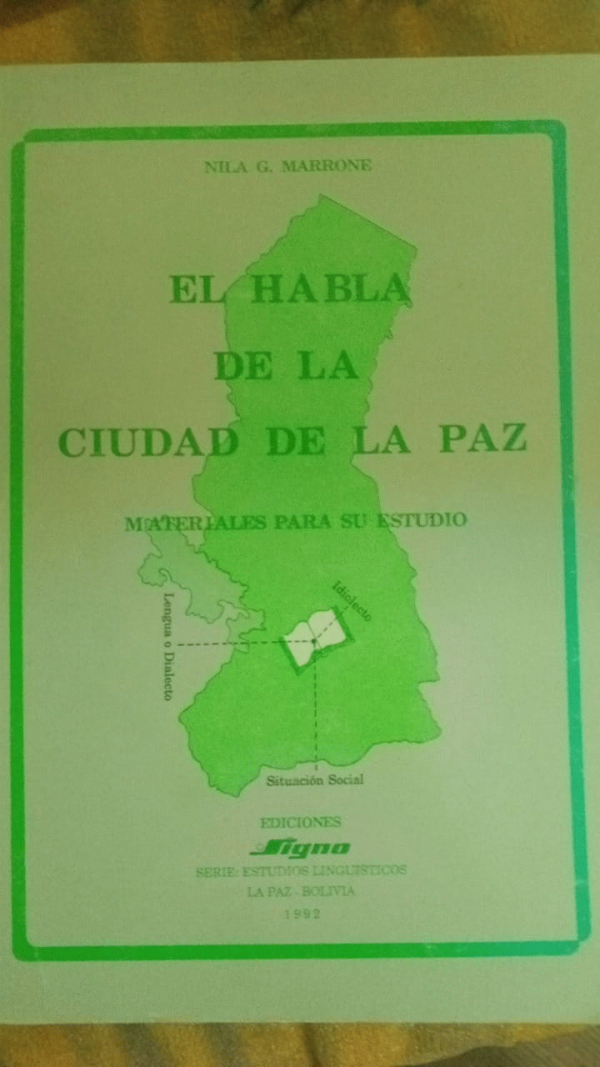 NILA G. MARRONE
EL HABLA
DE LA
CIUDAD DE LA PAZ
MATERIALES PARA SU ESTUDIO
Idiolecto
Lengua o Dialecto
Situación Social
EDICIONES
Signo
SERIE: ESTUDIOS LINGUISTICOS
LA PAZ - BOLIVIA
1992